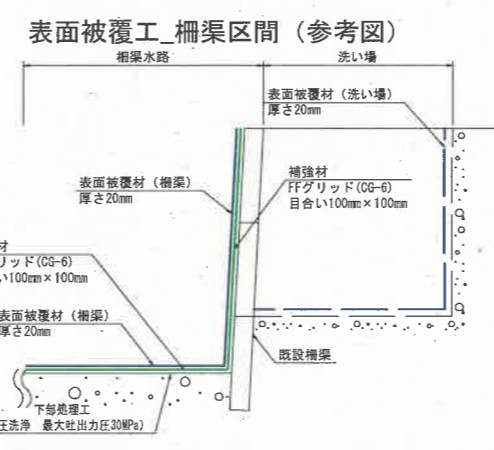 表面被覆工_柵渠区間（参考図）
柵渠水路
洗い場
表面被覆材（洗い場）
厚さ20mm
補強材
FFグリッド(CG-6)
目合い100mm×100mm
表面被覆材（柵渠）
厚さ20mm
材
リッド(CG-6)
い100mm×100mm
表面被覆材（柵渠）
厚さ20mm
既設柵渠
下部処理工
圧洗浄 最大吐出力圧30MPa)